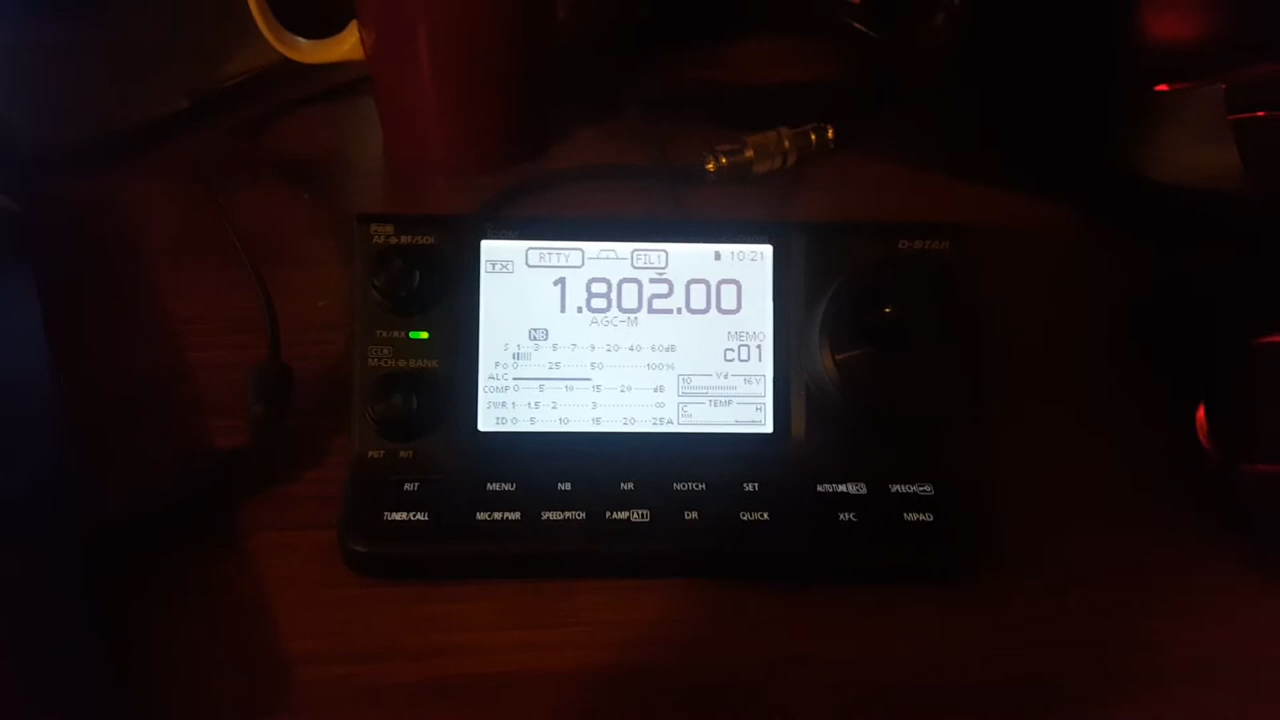 ICOM
D-STAR
PWR
AF⊖RF/SQL
RTTY FIL1 10:21
TX
1.802.00
AGC-M
TX/RX
NB
MEMO
c01
S 1···3···5···7···9··20··40··60dB
CLR
M-CH⊖BANK
Po 0······25······50·········100%
ALC
COMP 0···5····10···15···20····dB
Vd
10 16V
SWR 1··1.5··2······3·········∞
TEMP
C H
ID 0···5····10···15···20··25A
PBT RIT
RIT MENU NB NR NOTCH SET AUTO TUNE SPEECH
TUNER/CALL MIC/RF PWR SPEED/PITCH P.AMP ATT DR QUICK XFC MPAD